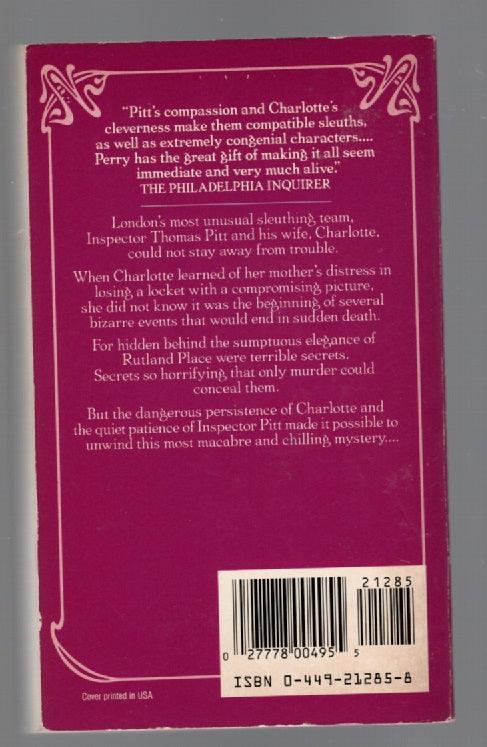 "Pitt's compassion and Charlotte's
cleverness make them compatible sleuths,
as well as extremely congenial characters....
Perry has the great gift of making it all seem
immediate and very much alive."
THE PHILADELPHIA INQUIRER
London's most unusual sleuthing team,
Inspector Thomas Pitt and his wife, Charlotte,
could not stay away from trouble.
When Charlotte learned of her mother's distress in
losing a locket with a compromising picture,
she did not know it was the beginning of several
bizarre events that would end in sudden death.
For hidden behind the sumptuous elegance of
Rutland Place were terrible secrets.
Secrets so horrifying that only murder could
conceal them.
But the dangerous persistence of Charlotte and
the quiet patience of Inspector Pitt made it possible to
unwind this most macabre and chilling mystery....
21285
0 27778 00495 5
ISBN 0-449-21285-8
Cover printed in USA